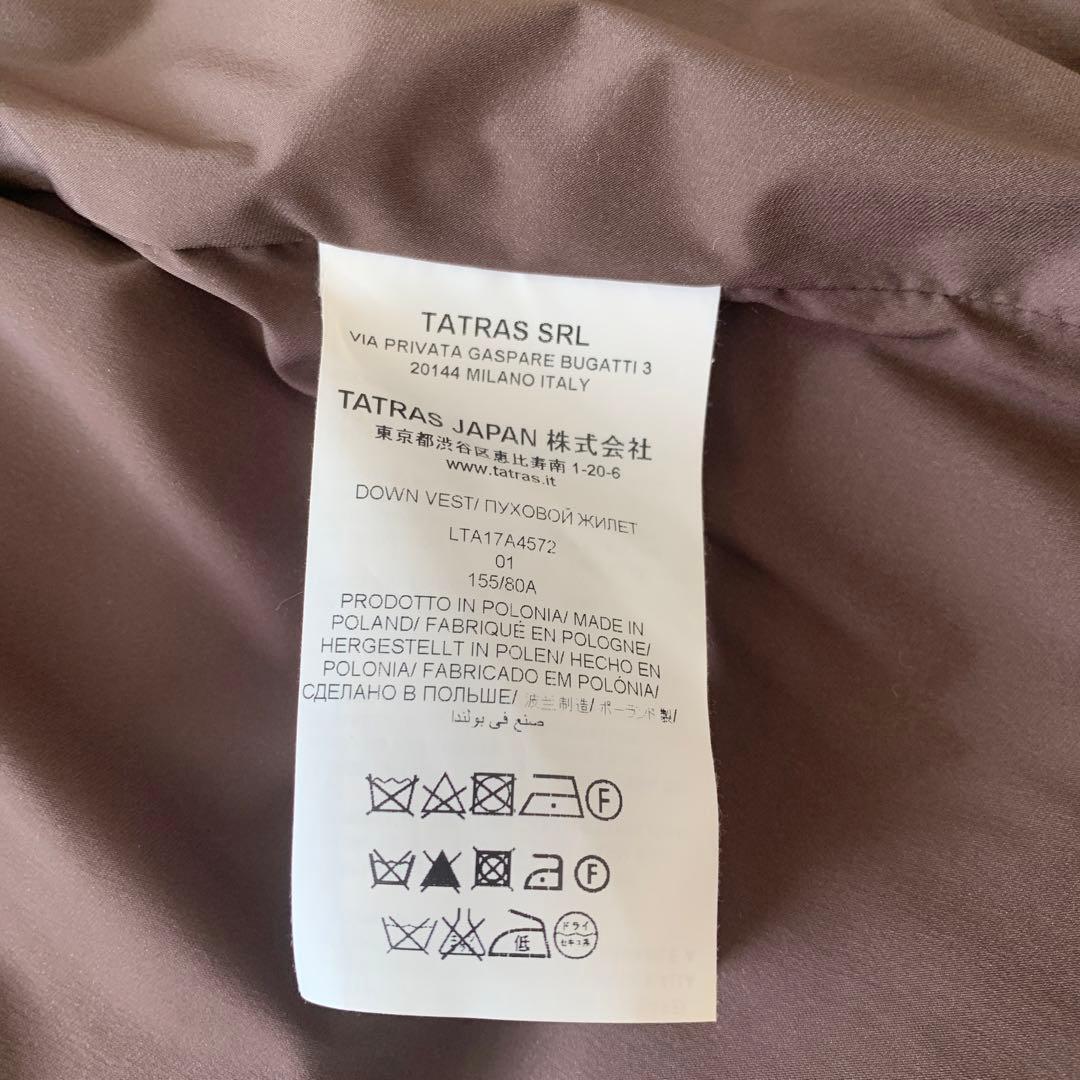 TATRAS SRL
VIA PRIVATA GASPARE BUGATTI 3
20144 MILANO ITALY
TATRAS JAPAN 株式会社
東京都渋谷区恵比寿南 1-20-6
www.tatras.it
DOWN VEST/ ПУХОВОЙ ЖИЛЕТ
LTA17A4572
01
155/80A
PRODOTTO IN POLONIA/ MADE IN
POLAND/ FABRIQUÉ EN POLOGNE/
HERGESTELLT IN POLEN/ HECHO EN
POLONIA/ FABRICADO EM POLÓNIA/
СДЕЛАНО В ПОЛЬШЕ/ 波兰制造/ ポーランド製/
صنع في بولندا
F
F
低 ドライ
セキユ系